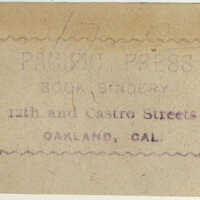 PACIFIC PRESS
BOOK BINDERY
12th and Castro Streets
OAKLAND, CAL.